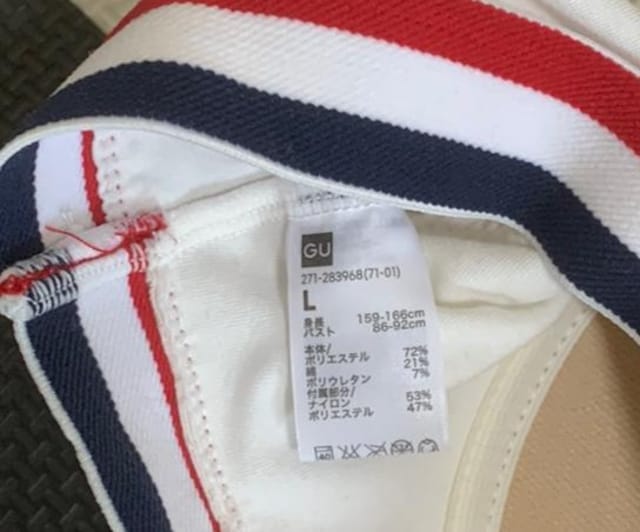 GU
271-283968(71-01)
L
身長 159-166cm
バスト 86-92cm
本体/
ポリエステル 72%
綿 21%
ポリウレタン 7%
付属部分/
ナイロン 53%
ポリエステル 47%
40